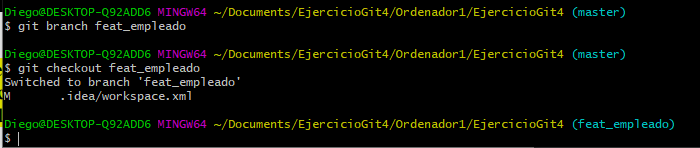 Diego@DESKTOP-Q92ADD6 MINGW64 ~/Documents/EjercicioGit4/Ordenador1/EjercicioGit4 (master)
$ git branch feat_empleado
Diego@DESKTOP-Q92ADD6 MINGW64 ~/Documents/EjercicioGit4/Ordenador1/EjercicioGit4 (master)
$ git checkout feat_empleado
Switched to branch 'feat_empleado'
M       .idea/workspace.xml
Diego@DESKTOP-Q92ADD6 MINGW64 ~/Documents/EjercicioGit4/Ordenador1/EjercicioGit4 (feat_empleado)
$